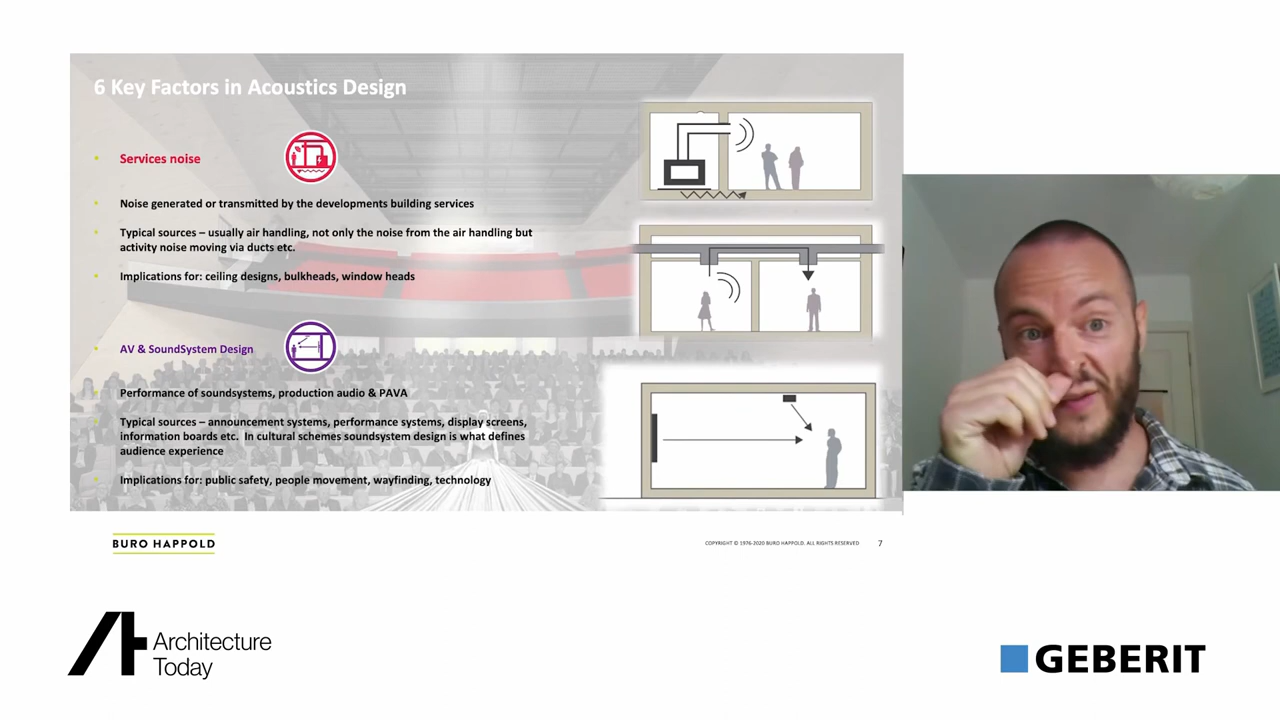 6 Key Factors in Acoustics Design
• Services noise
• Noise generated or transmitted by the developments building services
• Typical sources – usually air handling, not only the noise from the air handling but
activity noise moving via ducts etc.
• Implications for: ceiling designs, bulkheads, window heads
• AV & SoundSystem Design
• Performance of soundsystems, production audio & PAVA
• Typical sources – announcement systems, performance systems, display screens,
information boards etc. In cultural schemes soundsystem design is what defines
audience experience
• Implications for: public safety, people movement, wayfinding, technology
BURO HAPPOLD
COPYRIGHT © 1976-2020 BURO HAPPOLD. ALL RIGHTS RESERVED
7
Architecture
Today
GEBERIT